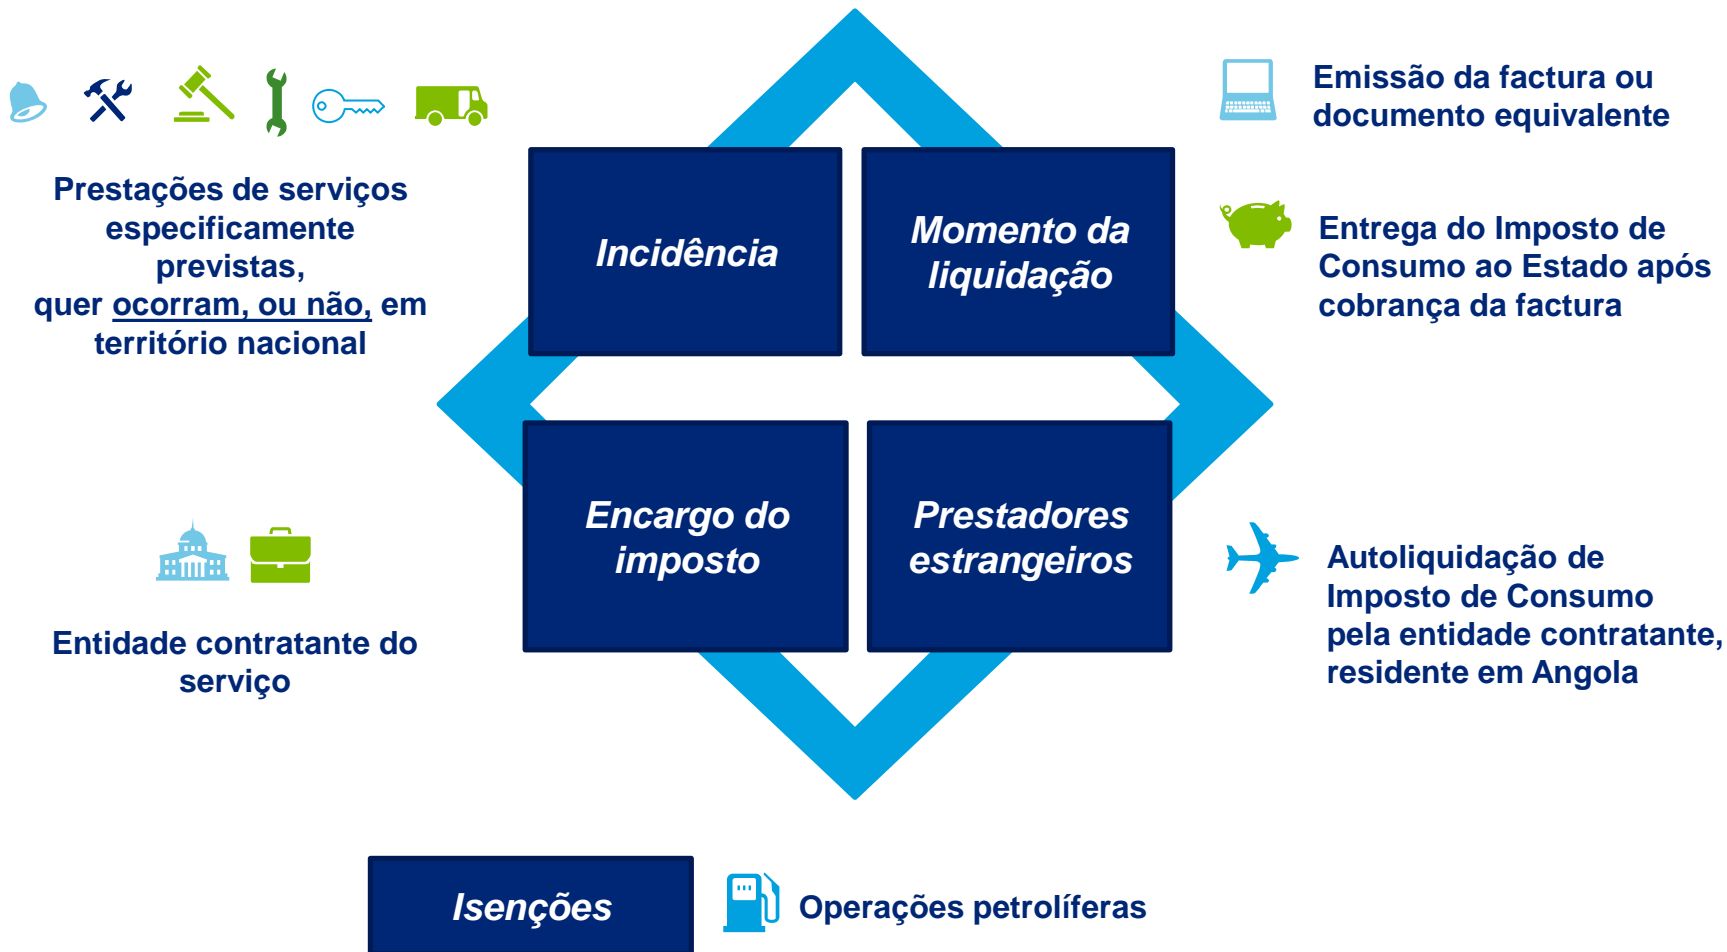 Prestações de serviços
especificamente
previstas,
quer ocorram, ou não, em
território nacional
Incidência
Momento da
liquidação
Emissão da factura ou
documento equivalente
Entrega do Imposto de
Consumo ao Estado após
cobrança da factura
Entidade contratante do
serviço
Encargo do
imposto
Prestadores
estrangeiros
Autoliquidação de
Imposto de Consumo
pela entidade contratante,
residente em Angola
Isenções
Operações petrolíferas